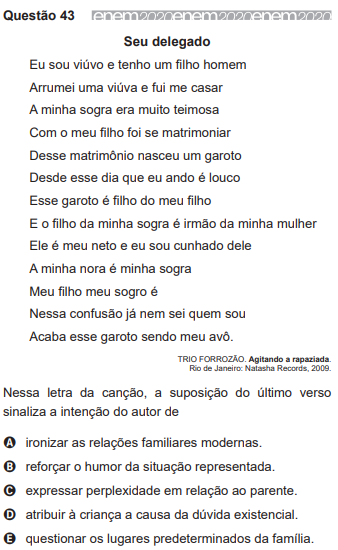 Questão 43 enem2020enem2020enem2020
Seu delegado
Eu sou viúvo e tenho um filho homem
Arrumei uma viúva e fui me casar
A minha sogra era muito teimosa
Com o meu filho foi se matrimoniar
Desse matrimônio nasceu um garoto
Desde esse dia que eu ando é louco
Esse garoto é filho do meu filho
E o filho da minha sogra é irmão da minha mulher
Ele é meu neto e eu sou cunhado dele
A minha nora é minha sogra
Meu filho meu sogro é
Nessa confusão já nem sei quem sou
Acaba esse garoto sendo meu avô.
TRIO FORROZÃO. Agitando a rapaziada.
Rio de Janeiro: Natasha Records, 2009.
Nessa letra da canção, a suposição do último verso
sinaliza a intenção do autor de
A ironizar as relações familiares modernas.
B reforçar o humor da situação representada.
C expressar perplexidade em relação ao parente.
D atribuir à criança a causa da dúvida existencial.
E questionar os lugares predeterminados da família.